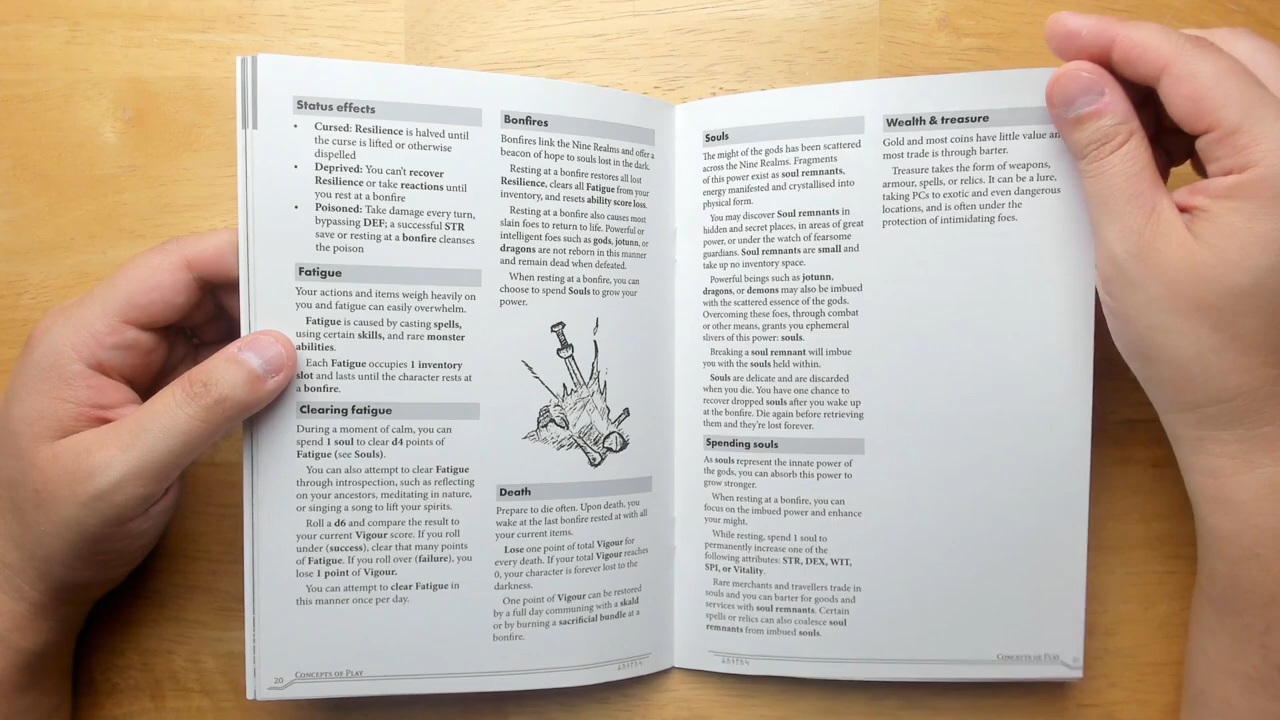 Status effects
• Cursed: Resilience is halved until
the curse is lifted or otherwise
dispelled
• Deprived: You can't recover
Resilience or take reactions until
you rest at a bonfire
• Poisoned: Take damage every turn,
bypassing DEF; a successful STR
save or resting at a bonfire cleanses
the poison
Fatigue
Your actions and items weigh heavily on
you and fatigue can easily overwhelm.
Fatigue is caused by casting spells,
using certain skills, and rare monster
abilities.
Each Fatigue occupies 1 inventory
slot and lasts until the character rests at
a bonfire.
Clearing fatigue
During a moment of calm, you can
spend 1 soul to clear d4 points of
Fatigue (see Souls).
You can also attempt to clear Fatigue
through introspection, such as reflecting
on your ancestors, meditating in nature,
or singing a song to lift your spirits.
Roll a d6 and compare the result to
your current Vigour score. If you roll
under (success), clear that many points
of Fatigue. If you roll over (failure), you
lose 1 point of Vigour.
You can attempt to clear Fatigue in
this manner once per day.
Bonfires
Bonfires link the Nine Realms and offer a
beacon of hope to souls lost in the dark.
Resting at a bonfire restores all lost
Resilience, clears all Fatigue from your
inventory, and resets ability score loss.
Resting at a bonfire also causes most
slain foes to return to life. Powerful or
intelligent foes such as gods, jotunn, or
dragons are not reborn in this manner
and remain dead when defeated.
When resting at a bonfire, you can
choose to spend Souls to grow your
power.
Death
Prepare to die often. Upon death, you
wake at the last bonfire rested at with all
your current items.
Lose one point of total Vigour for
every death. If your total Vigour reaches
0, your character is forever lost to the
darkness.
One point of Vigour can be restored
by a full day communing with a skald
or by burning a sacrificial bundle at a
bonfire.
20 Concepts of Play
Souls
The might of the gods has been scattered
across the Nine Realms. Fragments
of this power exist as soul remnants,
energy manifested and crystallised into
physical form.
You may discover Soul remnants in
hidden and secret places, in areas of great
power, or under the watch of fearsome
guardians. Soul remnants are small and
take up no inventory space.
Powerful beings such as jotunn,
dragons, or demons may also be imbued
with the scattered essence of the gods.
Overcoming these foes, through combat
or other means, grants you ephemeral
slivers of this power: souls.
Breaking a soul remnant will imbue
you with the souls held within.
Souls are delicate and are discarded
when you die. You have one chance to
recover dropped souls after you wake up
at the bonfire. Die again before retrieving
them and they're lost forever.
Spending souls
As souls represent the innate power of
the gods, you can absorb this power to
grow stronger.
When resting at a bonfire, you can
focus on the imbued power and enhance
your might.
While resting, spend 1 soul to
permanently increase one of the
following attributes: STR, DEX, WIT,
SPI, or Vitality.
Rare merchants and travellers trade in
souls and you can barter for goods and
services with soul remnants. Certain
spells or relics can also coalesce soul
remnants from imbued souls.
Wealth & treasure
Gold and most coins have little value an
most trade is through barter.
Treasure takes the form of weapons,
armour, spells, or relics. It can be a lure,
taking PCs to exotic and even dangerous
locations, and is often under the
protection of intimidating foes.
Concepts of Play